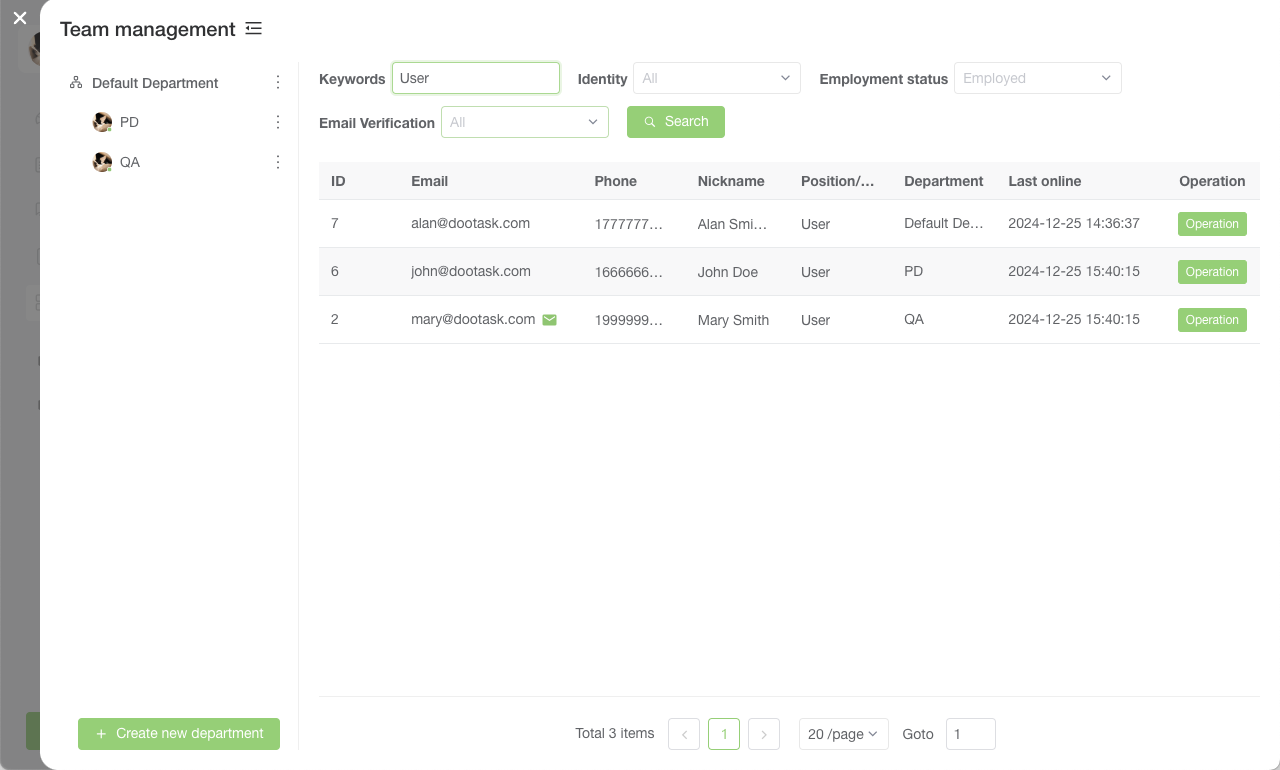 Team management
Default Department
PD
QA
Create new department
Keywords User Identity All Employment status Employed
Email Verification All Search
ID Email Phone Nickname Position/... Department Last online Operation
7 alan@dootask.com 1777777... Alan Smi... User Default De... 2024-12-25 14:36:37 Operation
6 john@dootask.com 1666666... John Doe User PD 2024-12-25 15:40:15 Operation
2 mary@dootask.com 1999999... Mary Smith User QA 2024-12-25 15:40:15 Operation
Total 3 items 1 20 /page Goto 1